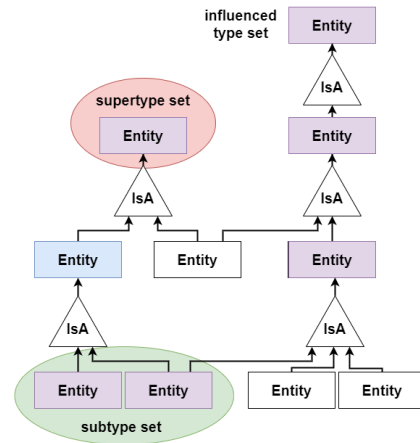 influenced
type set
Entity
IsA
supertype set
Entity
Entity
IsA
IsA
Entity
Entity
Entity
IsA
IsA
Entity
Entity
Entity
Entity
subtype set